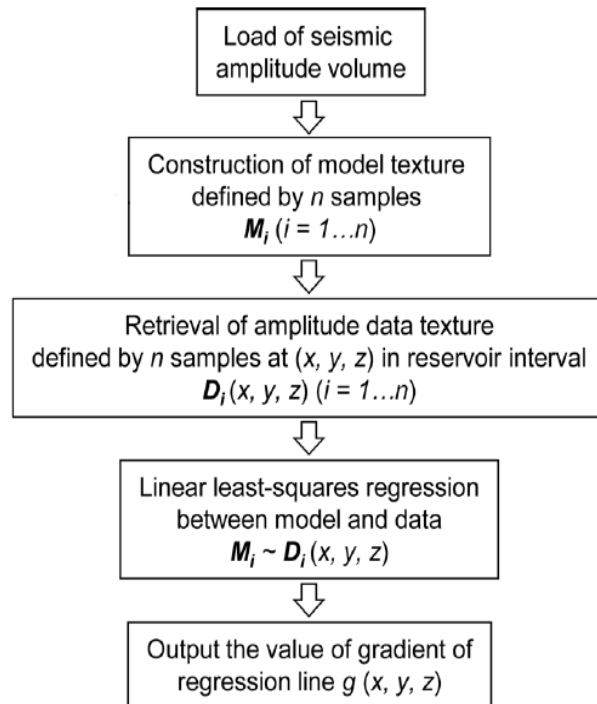 Load of seismic
amplitude volume
Construction of model texture
defined by n samples
Mi (i = 1...n)
Retrieval of amplitude data texture
defined by n samples at (x, y, z) in reservoir interval
Di (x, y, z) (i = 1...n)
Linear least-squares regression
between model and data
Mi ~ Di (x, y, z)
Output the value of gradient of
regression line g (x, y, z)